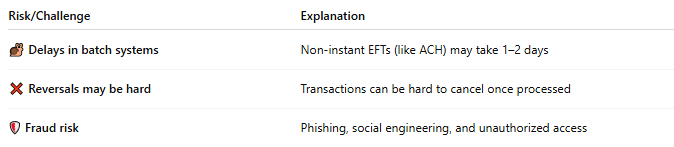 Risk/Challenge Explanation
🐌 Delays in batch systems Non-instant EFTs (like ACH) may take 1–2 days
❌ Reversals may be hard Transactions can be hard to cancel once processed
🛡️ Fraud risk Phishing, social engineering, and unauthorized access